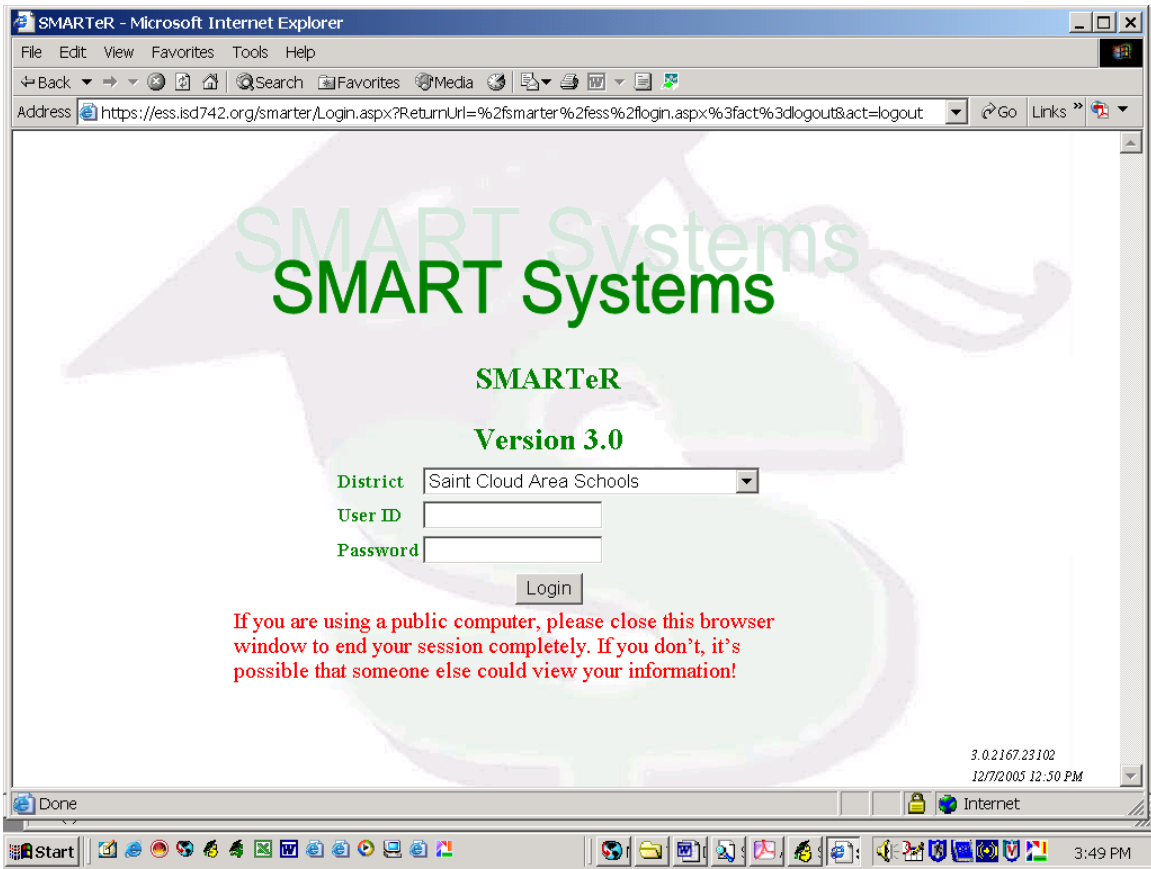 SMARTeR - Microsoft Internet Explorer
File Edit View Favorites Tools Help
Back Search Favorites Media
Address https://ess.isd742.org/smarter/Login.aspx?ReturnUrl=%2fsmarter%2fess%2flogin.aspx%3fact%3dlogout&act=logout Go Links »
SMART Systems
SMART Systems
SMARTeR
Version 3.0
District Saint Cloud Area Schools
User ID
Password
Login
If you are using a public computer, please close this browser
window to end your session completely. If you don't, it's
possible that someone else could view your information!
3.0.2167.23102
12/7/2005 12:50 PM
Done Internet
Start 3:49 PM